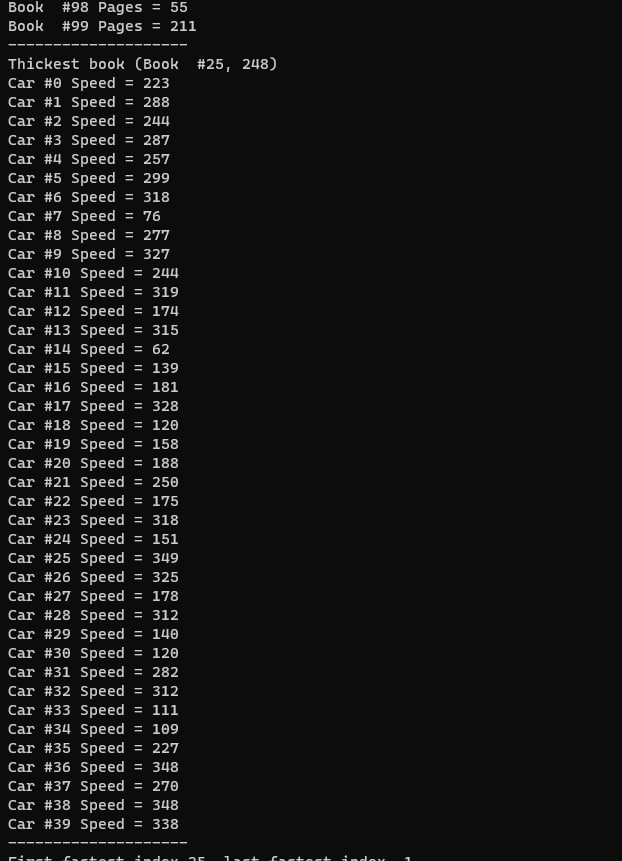 Book  #98 Pages = 55
Book  #99 Pages = 211
--------------------
Thickest book (Book  #25, 248)
Car #0 Speed = 223
Car #1 Speed = 288
Car #2 Speed = 244
Car #3 Speed = 287
Car #4 Speed = 257
Car #5 Speed = 299
Car #6 Speed = 318
Car #7 Speed = 76
Car #8 Speed = 277
Car #9 Speed = 327
Car #10 Speed = 244
Car #11 Speed = 319
Car #12 Speed = 174
Car #13 Speed = 315
Car #14 Speed = 62
Car #15 Speed = 139
Car #16 Speed = 181
Car #17 Speed = 328
Car #18 Speed = 120
Car #19 Speed = 158
Car #20 Speed = 188
Car #21 Speed = 250
Car #22 Speed = 175
Car #23 Speed = 318
Car #24 Speed = 151
Car #25 Speed = 349
Car #26 Speed = 325
Car #27 Speed = 178
Car #28 Speed = 312
Car #29 Speed = 140
Car #30 Speed = 120
Car #31 Speed = 282
Car #32 Speed = 312
Car #33 Speed = 111
Car #34 Speed = 109
Car #35 Speed = 227
Car #36 Speed = 348
Car #37 Speed = 270
Car #38 Speed = 348
Car #39 Speed = 338
--------------------
First fastest index 25, last fastest index